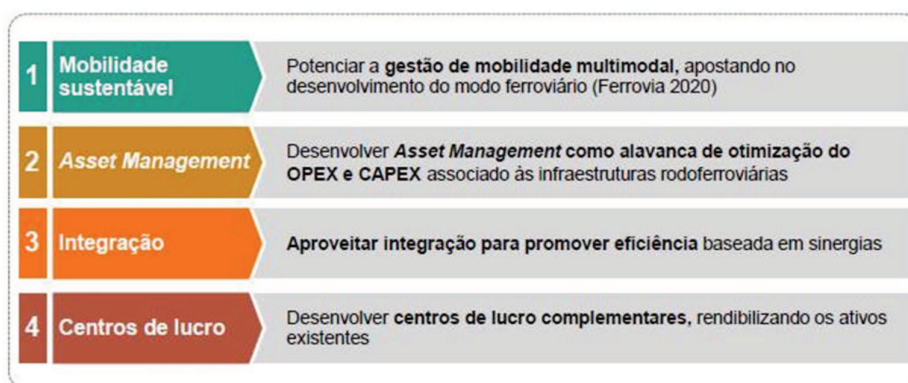 1
Mobilidade
sustentável
Potenciar a gestão de mobilidade multimodal, apostando no
desenvolvimento do modo ferroviário (Ferrovia 2020)
2
Asset Management
Desenvolver Asset Management como alavanca de otimização do
OPEX e CAPEX associado às infraestruturas rodoferroviárias
3
Integração
Aproveitar integração para promover eficiência baseada em sinergias
4
Centros de lucro
Desenvolver centros de lucro complementares, rendibilizando os ativos
existentes